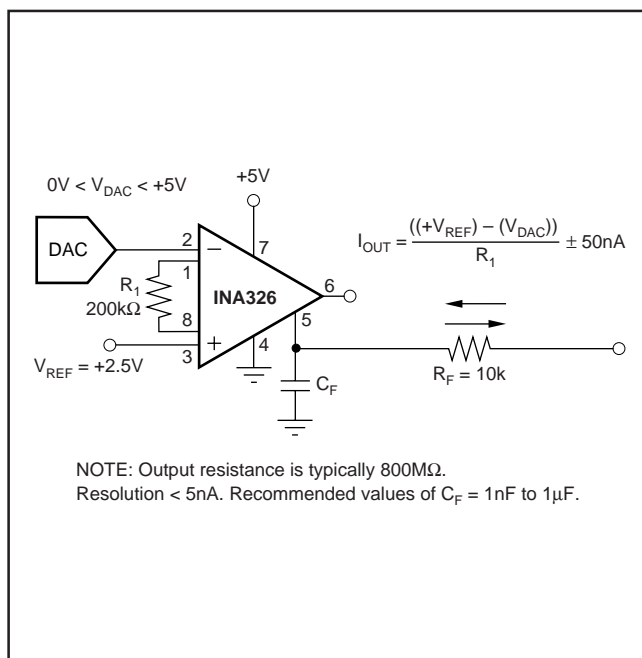 0V < V_DAC < +5V
+5V
DAC
2
−
7
1
R_1
200kΩ
INA326
6
8
5
3
+
4
V_REF = +2.5V
C_F
I_OUT = ((+V_REF) − (V_DAC)) / R_1 ± 50nA
R_F = 10k
NOTE: Output resistance is typically 800MΩ.
Resolution < 5nA. Recommended values of C_F = 1nF to 1µF.